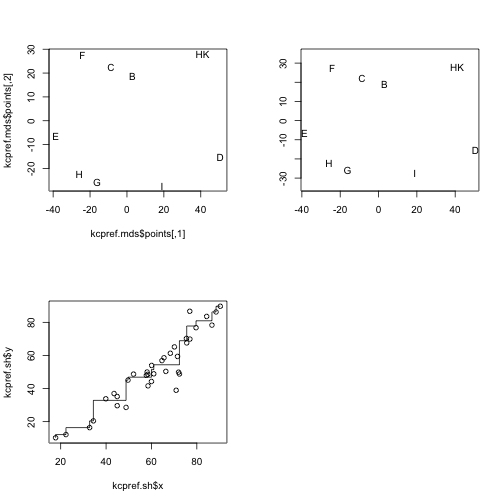 30
20
10
0
-20
kcpref.mds$points[,2]
F
C
B
HK
E
D
H
G
I
-40 -20 0 20 40
kcpref.mds$points[,1]
30
10
0
-10
-30
F
C
B
HK
E
D
H
G
I
-40 -20 0 20 40
80
60
40
20
kcpref.sh$y
20 40 60 80
kcpref.sh$x